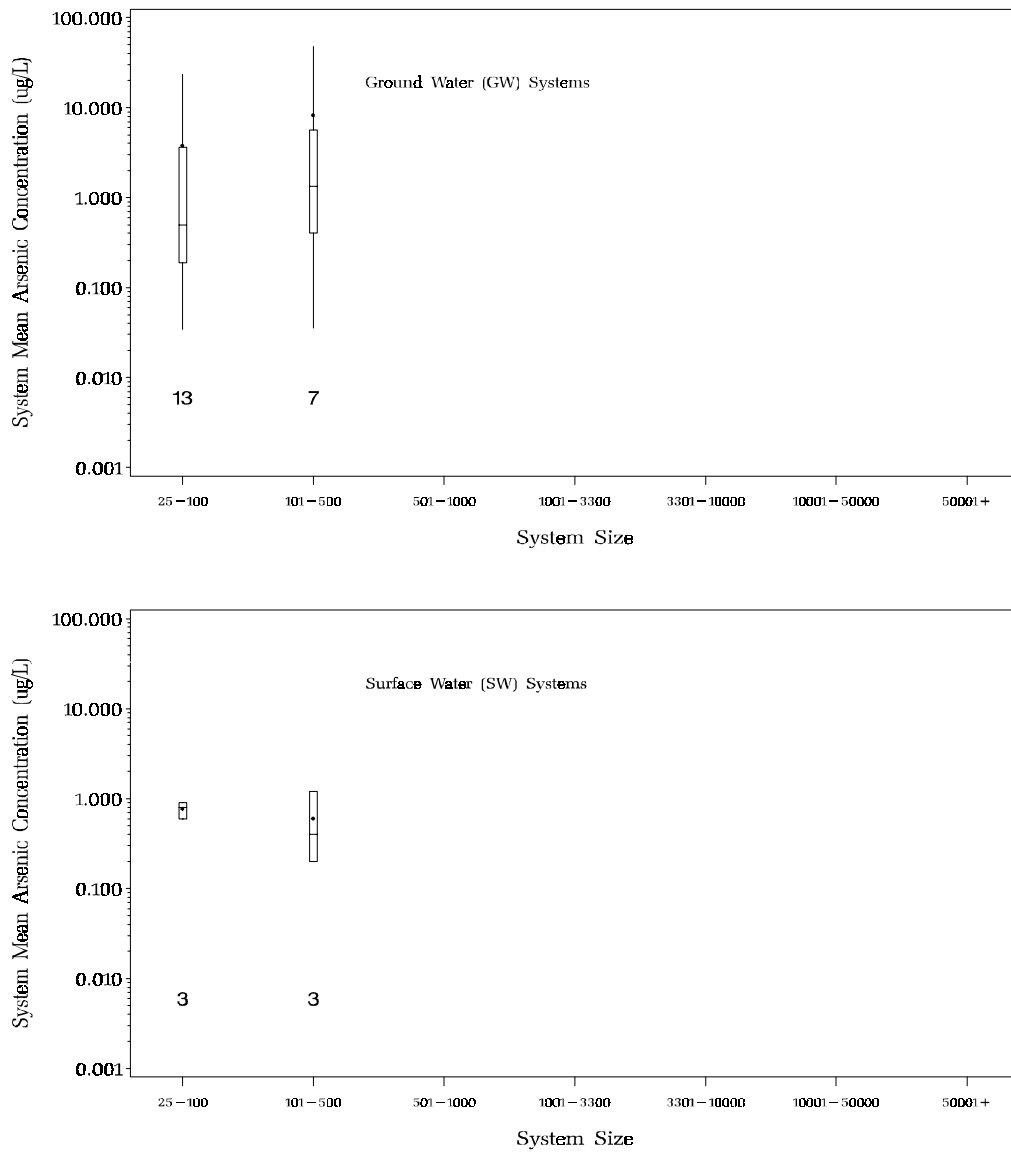 System Mean Arsenic Concentration (ug/L)
100.000
10.000
1.000
0.100
0.010
0.001
Ground Water (GW) Systems
13 7
25-100 101-500 501-1000 1001-3300 3301-10000 10001-50000 50001+
System Size
System Mean Arsenic Concentration (ug/L)
100.000
10.000
1.000
0.100
0.010
0.001
Surface Water (SW) Systems
3 3
25-100 101-500 501-1000 1001-3300 3301-10000 10001-50000 50001+
System Size